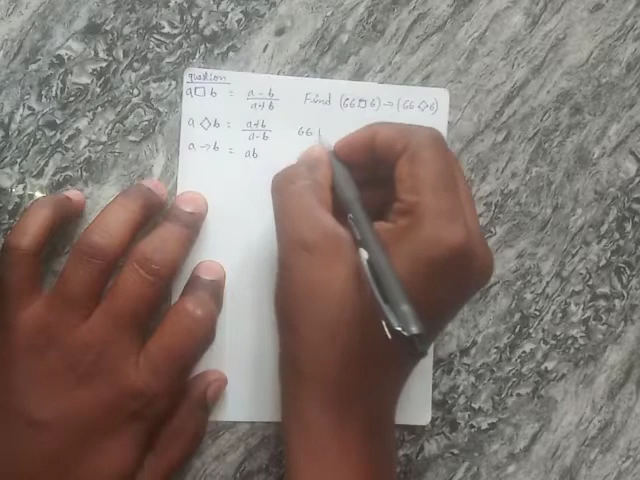 question
a □ b = a - b / a + b
Find (66 □ 6) → (66 ◇ 6)
a ◇ b = a + b / a - b
66
a → b = ab